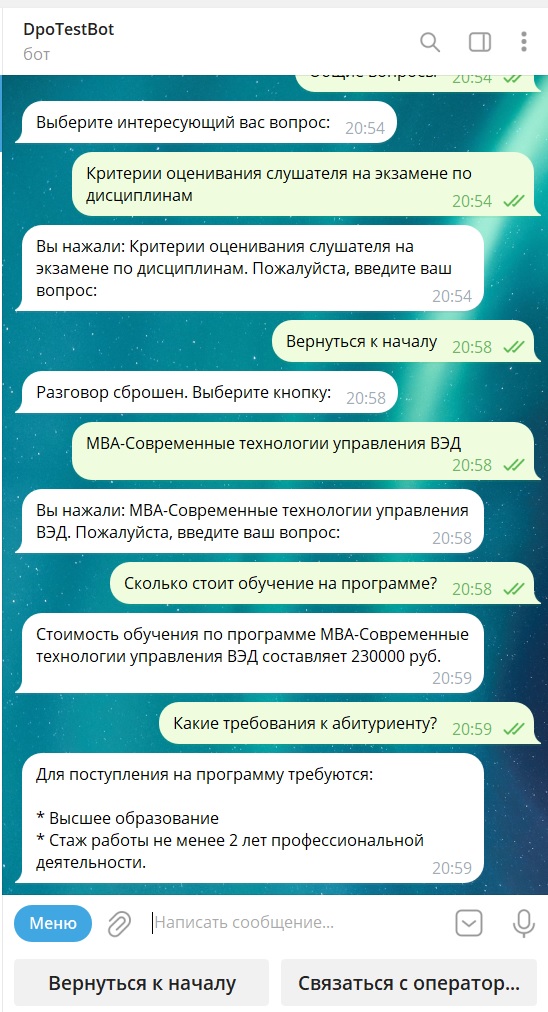 DpoTestBot
бот
Общие вопросы
20:54
Выберите интересующий вас вопрос:
20:54
Критерии оценивания слушателя на экзамене по
дисциплинам
20:54
Вы нажали: Критерии оценивания слушателя на
экзамене по дисциплинам. Пожалуйста, введите ваш
вопрос:
20:54
Вернуться к началу
20:58
Разговор сброшен. Выберите кнопку:
20:58
МВА-Современные технологии управления ВЭД
20:58
Вы нажали: МВА-Современные технологии управления
ВЭД. Пожалуйста, введите ваш вопрос:
20:58
Сколько стоит обучение на программе?
20:58
Стоимость обучения по программе МВА-Современные
технологии управления ВЭД составляет 230000 руб.
20:59
Какие требования к абитуриенту?
20:59
Для поступления на программу требуются:
* Высшее образование
* Стаж работы не менее 2 лет профессиональной
деятельности.
20:59
Меню
Написать сообщение...
Вернуться к началу
Связаться с оператор...